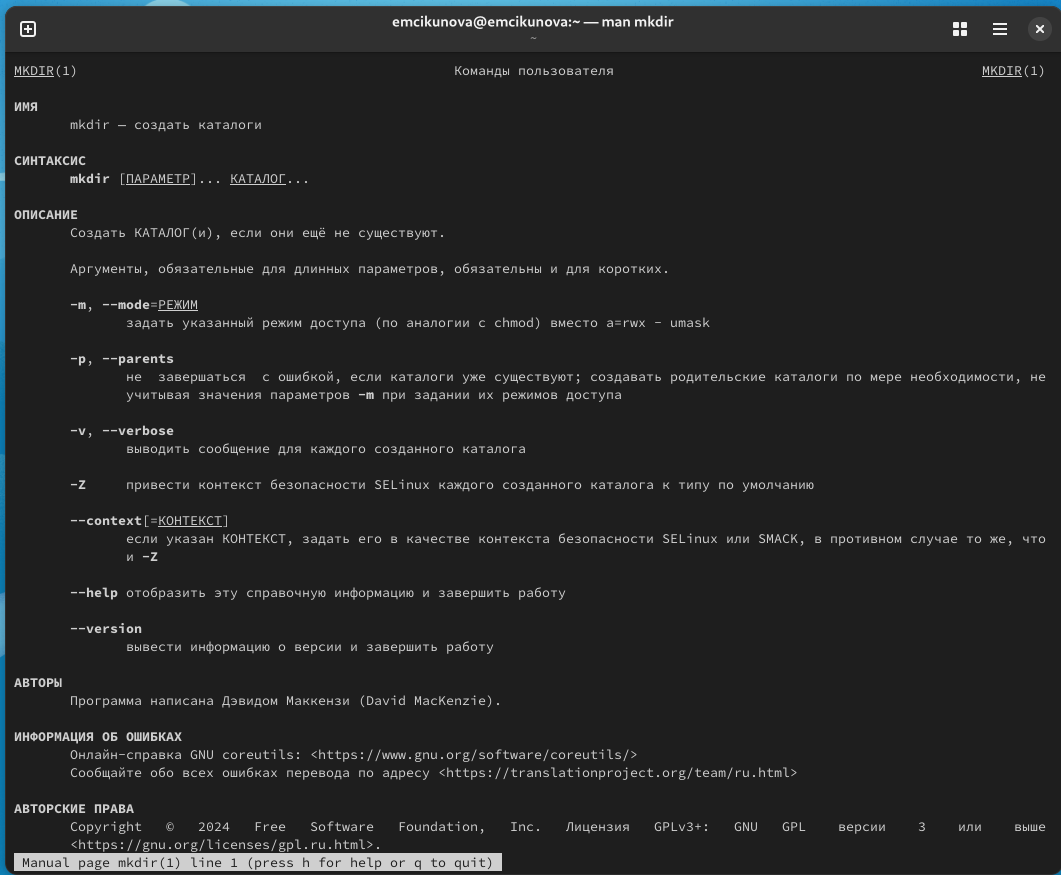 emcikunova@emcikunova:~ — man mkdir
~
MKDIR(1) Команды пользователя MKDIR(1)
ИМЯ
mkdir — создать каталоги
СИНТАКСИС
mkdir [ПАРАМЕТР]... КАТАЛОГ...
ОПИСАНИЕ
Создать КАТАЛОГ(и), если они ещё не существуют.
Аргументы, обязательные для длинных параметров, обязательны и для коротких.
-m, --mode=РЕЖИМ
задать указанный режим доступа (по аналогии с chmod) вместо a=rwx - umask
-p, --parents
не завершаться с ошибкой, если каталоги уже существуют; создавать родительские каталоги по мере необходимости, не
учитывая значения параметров -m при задании их режимов доступа
-v, --verbose
выводить сообщение для каждого созданного каталога
-Z привести контекст безопасности SELinux каждого созданного каталога к типу по умолчанию
--context[=КОНТЕКСТ]
если указан КОНТЕКСТ, задать его в качестве контекста безопасности SELinux или SMACK, в противном случае то же, что
и -Z
--help отобразить эту справочную информацию и завершить работу
--version
вывести информацию о версии и завершить работу
АВТОРЫ
Программа написана Дэвидом Маккензи (David MacKenzie).
ИНФОРМАЦИЯ ОБ ОШИБКАХ
Онлайн-справка GNU coreutils: <https://www.gnu.org/software/coreutils/>
Сообщайте обо всех ошибках перевода по адресу <https://translationproject.org/team/ru.html>
АВТОРСКИЕ ПРАВА
Copyright © 2024 Free Software Foundation, Inc. Лицензия GPLv3+: GNU GPL версии 3 или выше
<https://gnu.org/licenses/gpl.ru.html>.
Manual page mkdir(1) line 1 (press h for help or q to quit)